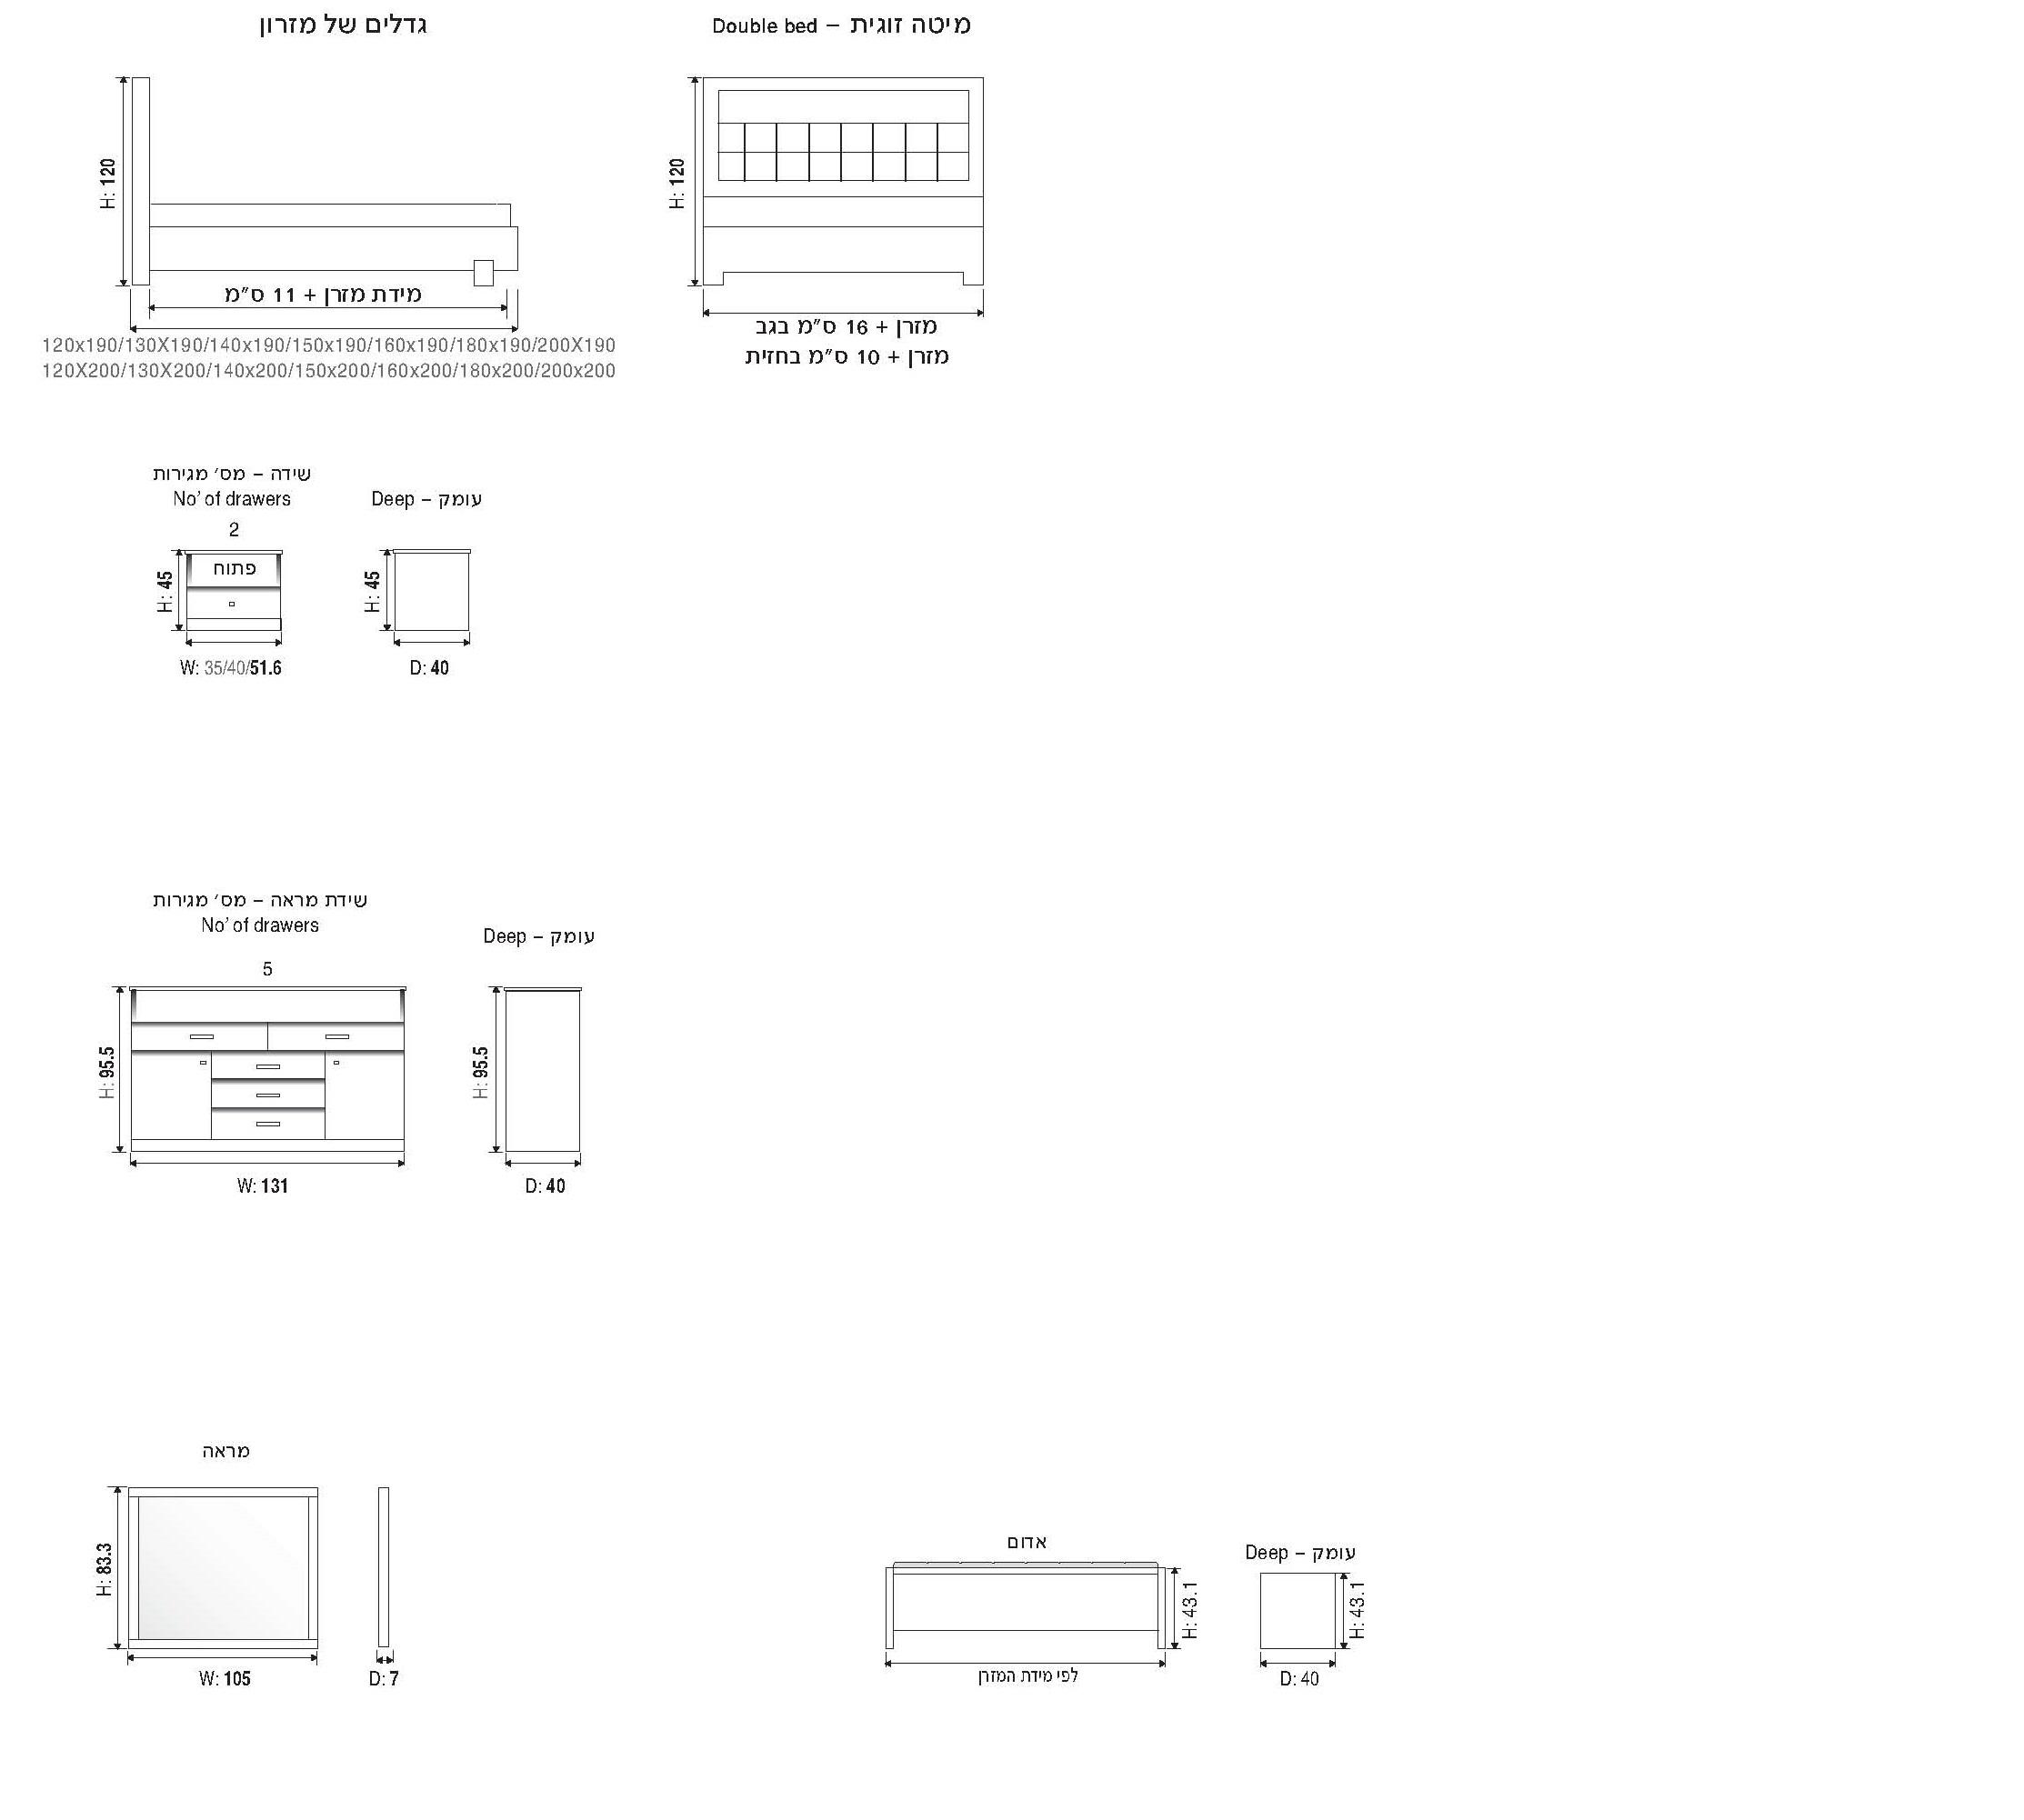 גדלים של מזרון
מיטה זוגית – Double bed
H: 120
H: 120
מידת מזרן + 11 ס"מ
120x190/130X190/140x190/150x190/160x190/180x190/200X190
120X200/130X200/140x200/150x200/160x200/180x200/200x200
מזרן + 16 ס"מ בגב
מזרן + 10 ס"מ בחזית
שידה – מס' מגירות
No' of drawers
2
עומק – Deep
פתוח
H: 45
H: 45
W: 35/40/51.6
D: 40
שידת מראה – מס' מגירות
No' of drawers
5
עומק – Deep
H: 95.5
H: 95.5
W: 131
D: 40
מראה
H: 83.3
W: 105
D: 7
אדום
עומק – Deep
H: 43.1
H: 43.1
לפי מידת המזרן
D: 40